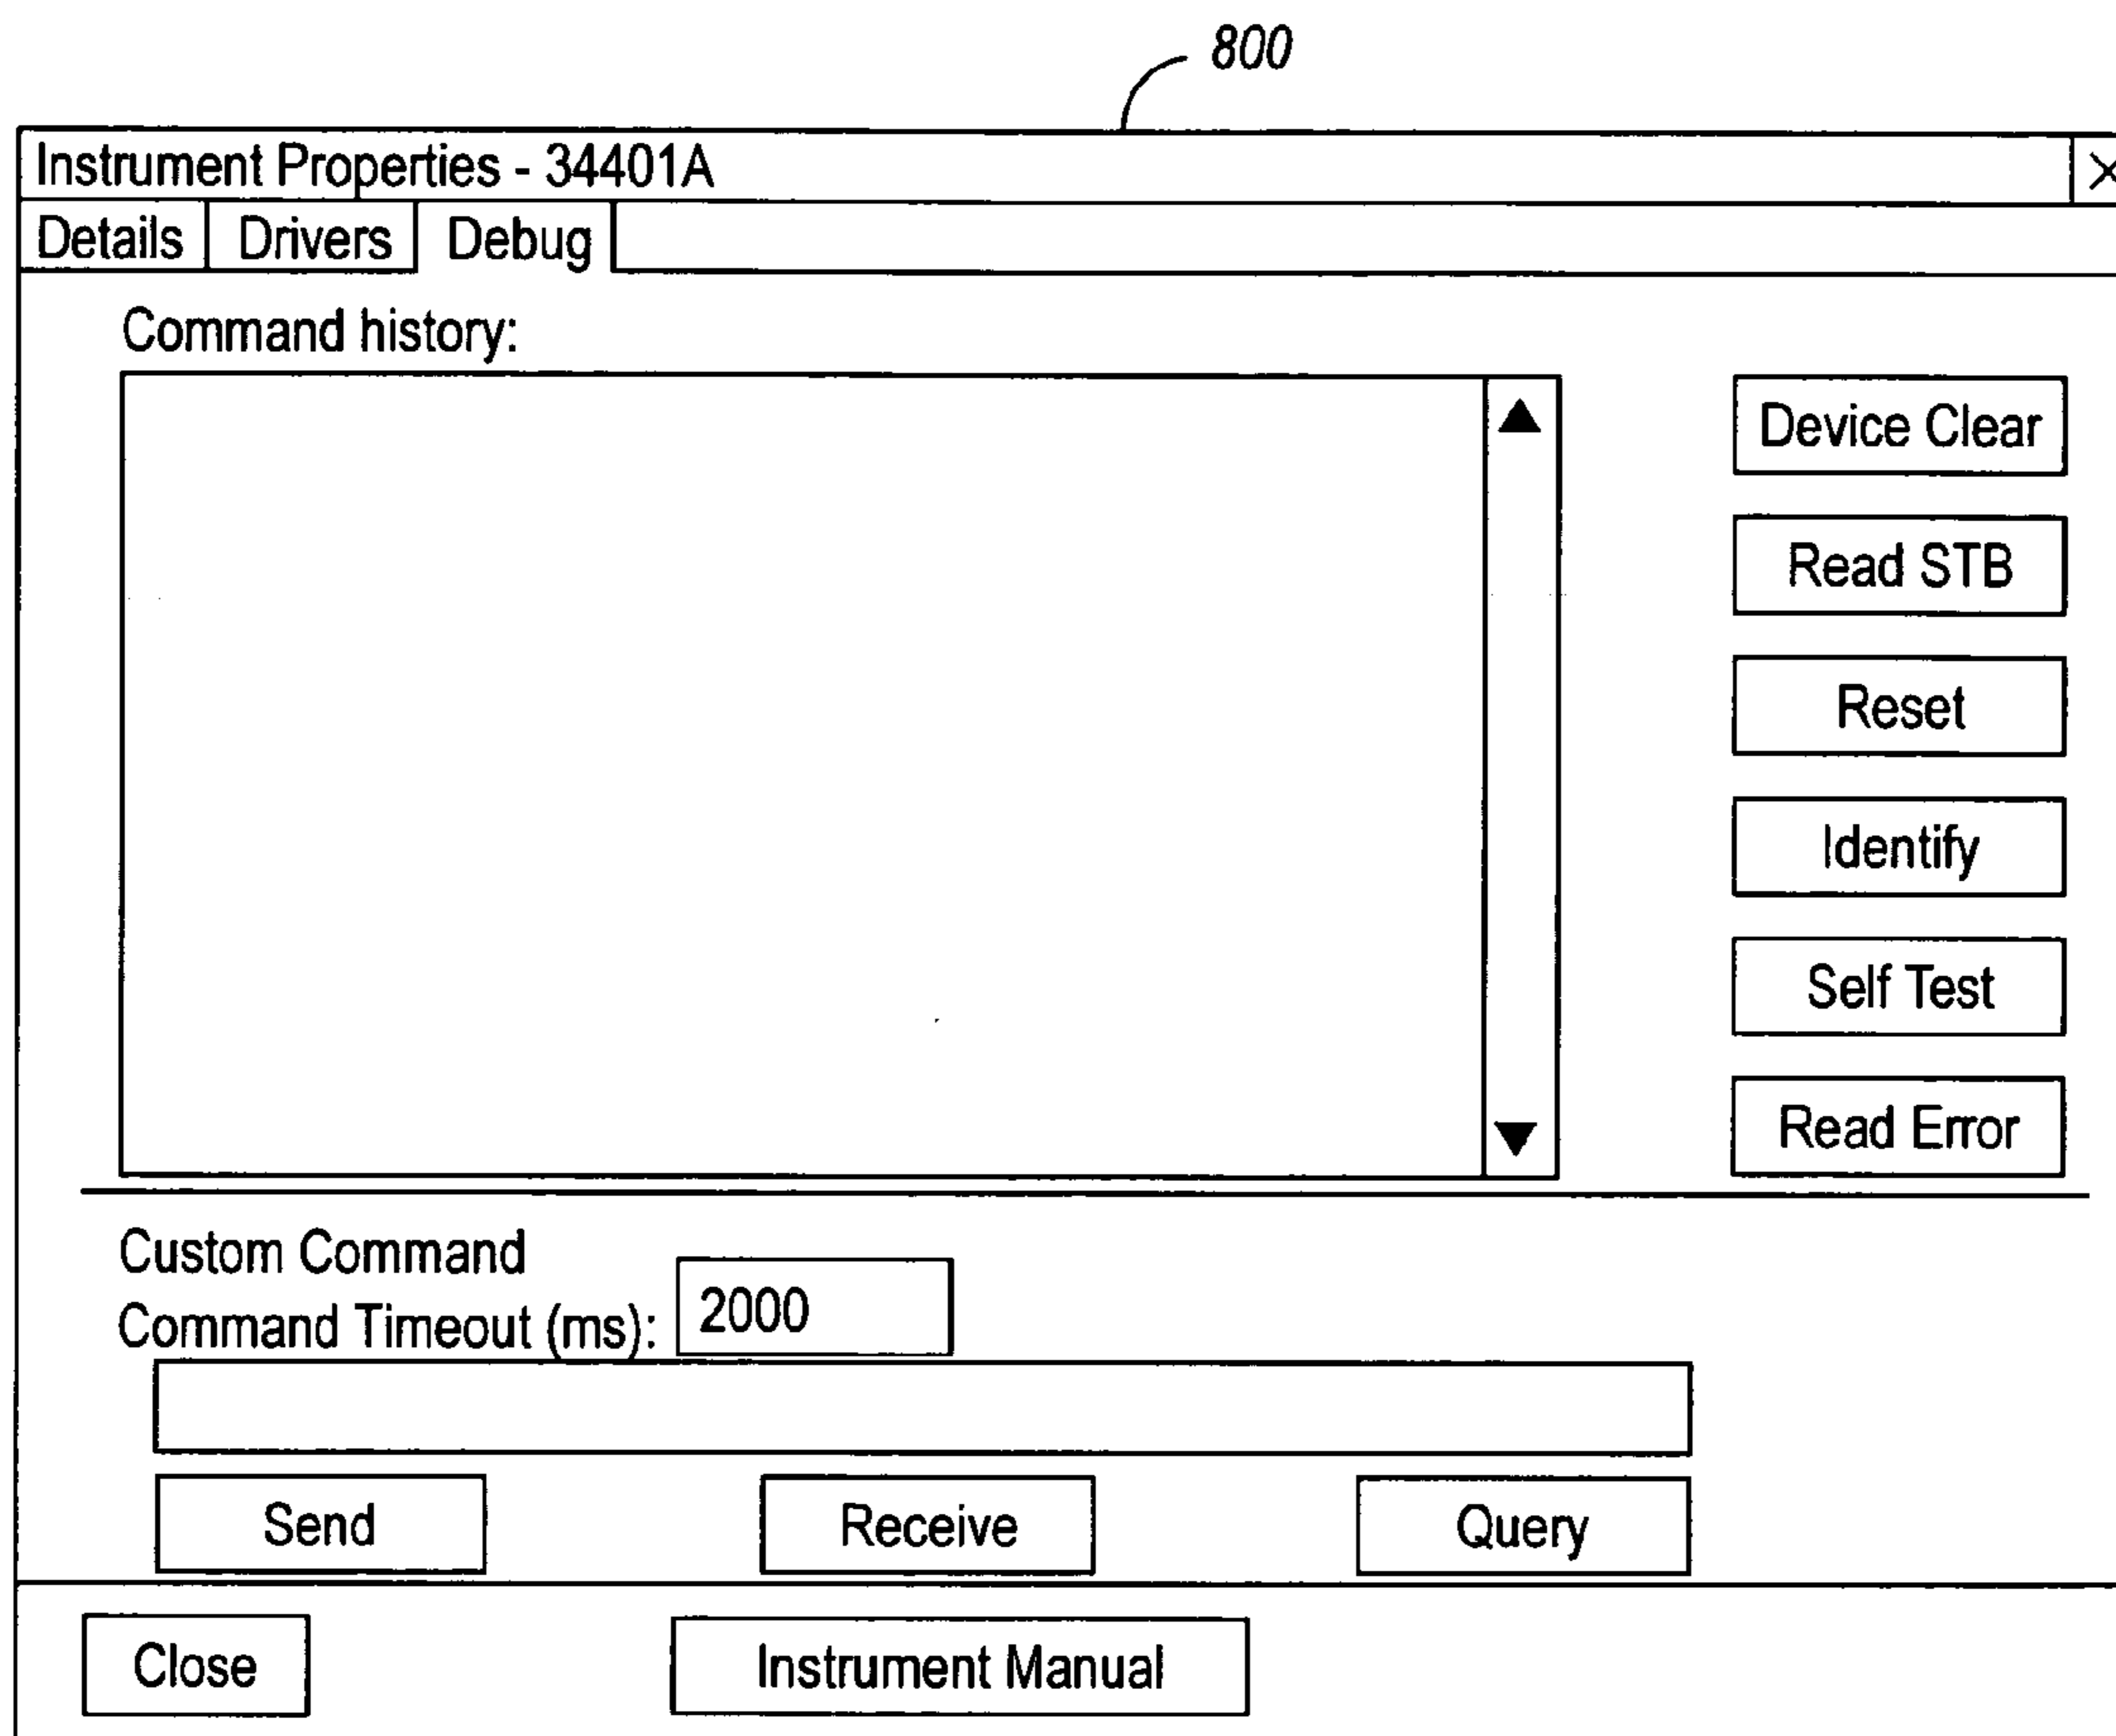 800
Instrument Properties - 34401A
Details Drivers Debug
Command history:
Device Clear
Read STB
Reset
Identify
Self Test
Read Error
Custom Command
Command Timeout (ms): 2000
Send Receive Query
Close Instrument Manual